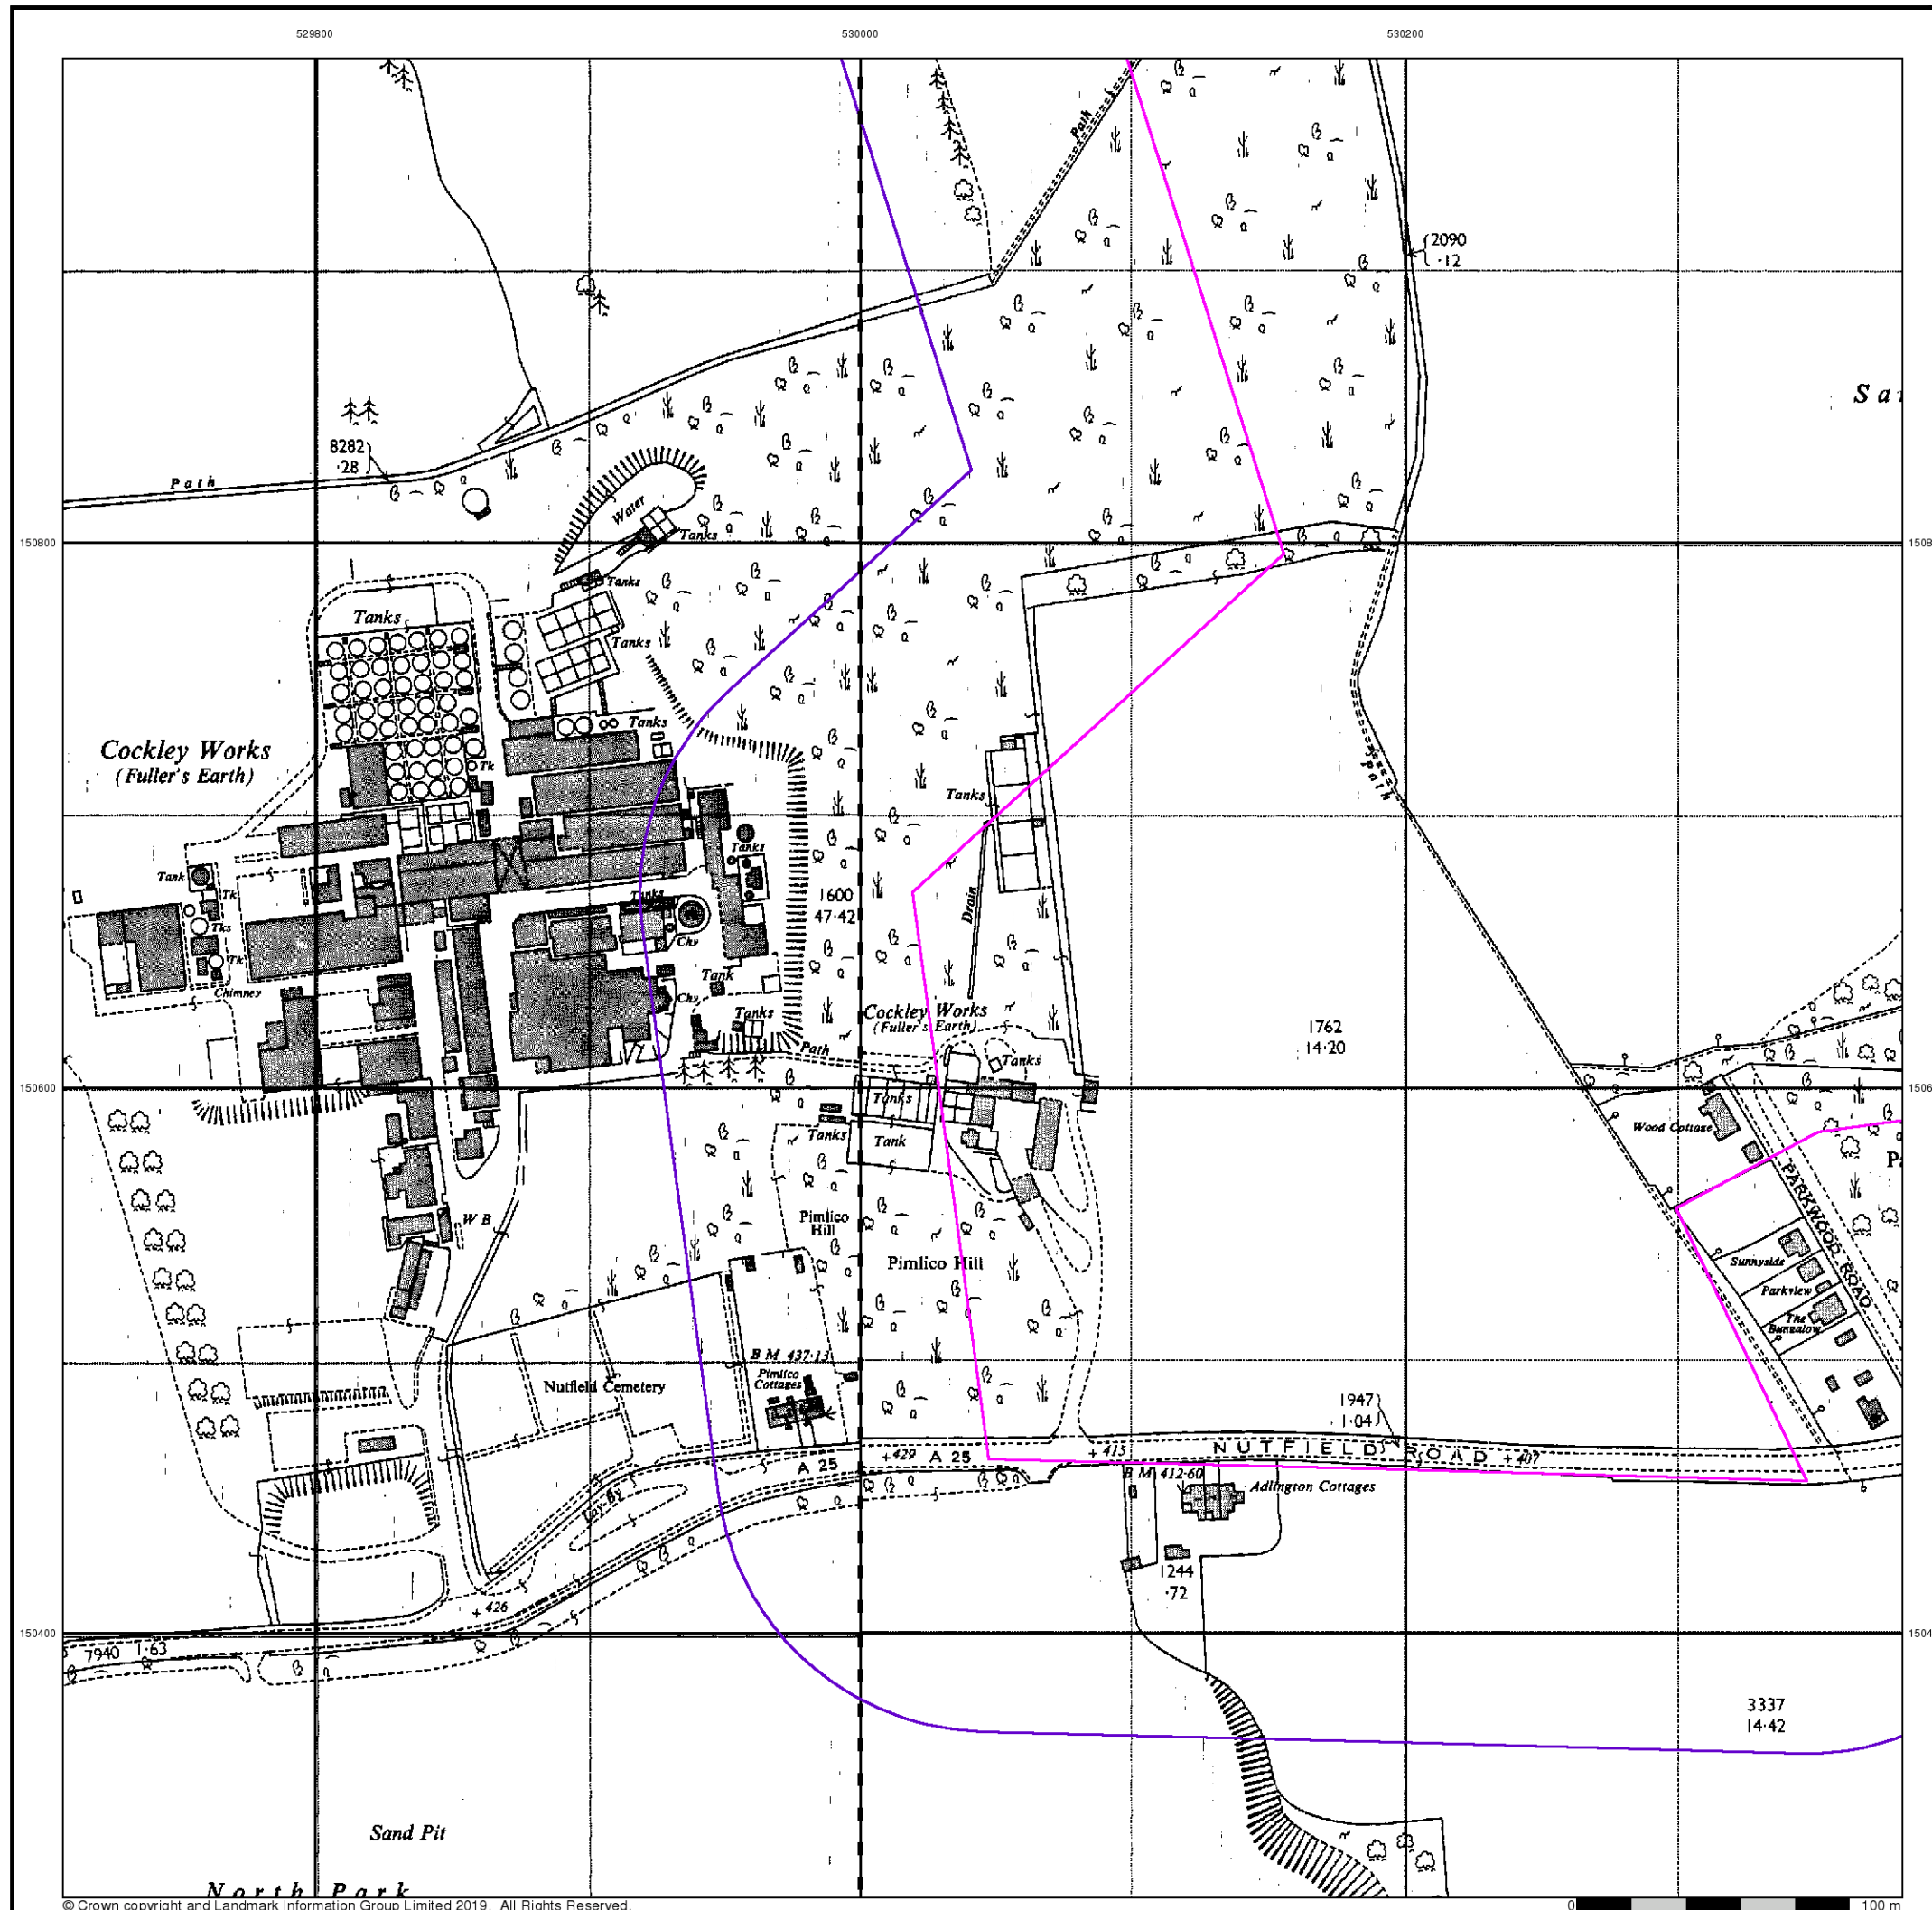 529800
530000
530200
Path
2090
·12
Sa
8282
·28
Path
Water
Tanks
150800
1508
Tanks
Tanks
Tanks
Tanks
Cockley Works
(Fuller's Earth)
Tk
Path
Tanks
Tanks
Tank
Tk
Tanks
1600
47·42
Drain
Tks
Chy
Tk
Tank
Chimney
Chy
Tanks
Cockley Works
(Fuller's Earth)
1762
14·20
Path
Tanks
150600
1506
Tanks
Wood Cottage
Tanks
Tank
P
PARKWOOD ROAD
W B
Pimlico
Hill
Pimlico Hill
Sunnyside
Parkview
The
Bungalow
B M 437·13
Pimlico
Cottages
Nutfield Cemetery
1947
1·04
+429
A 25
+415
NUTFIELD ROAD
+407
A 25
B M 412·60
Adlington Cottages
Lay By
1244
·72
+426
150400
1504
7940
1·63
3337
14·42
Sand Pit
North Park
© Crown copyright and Landmark Information Group Limited 2019. All Rights Reserved.
0
100 m